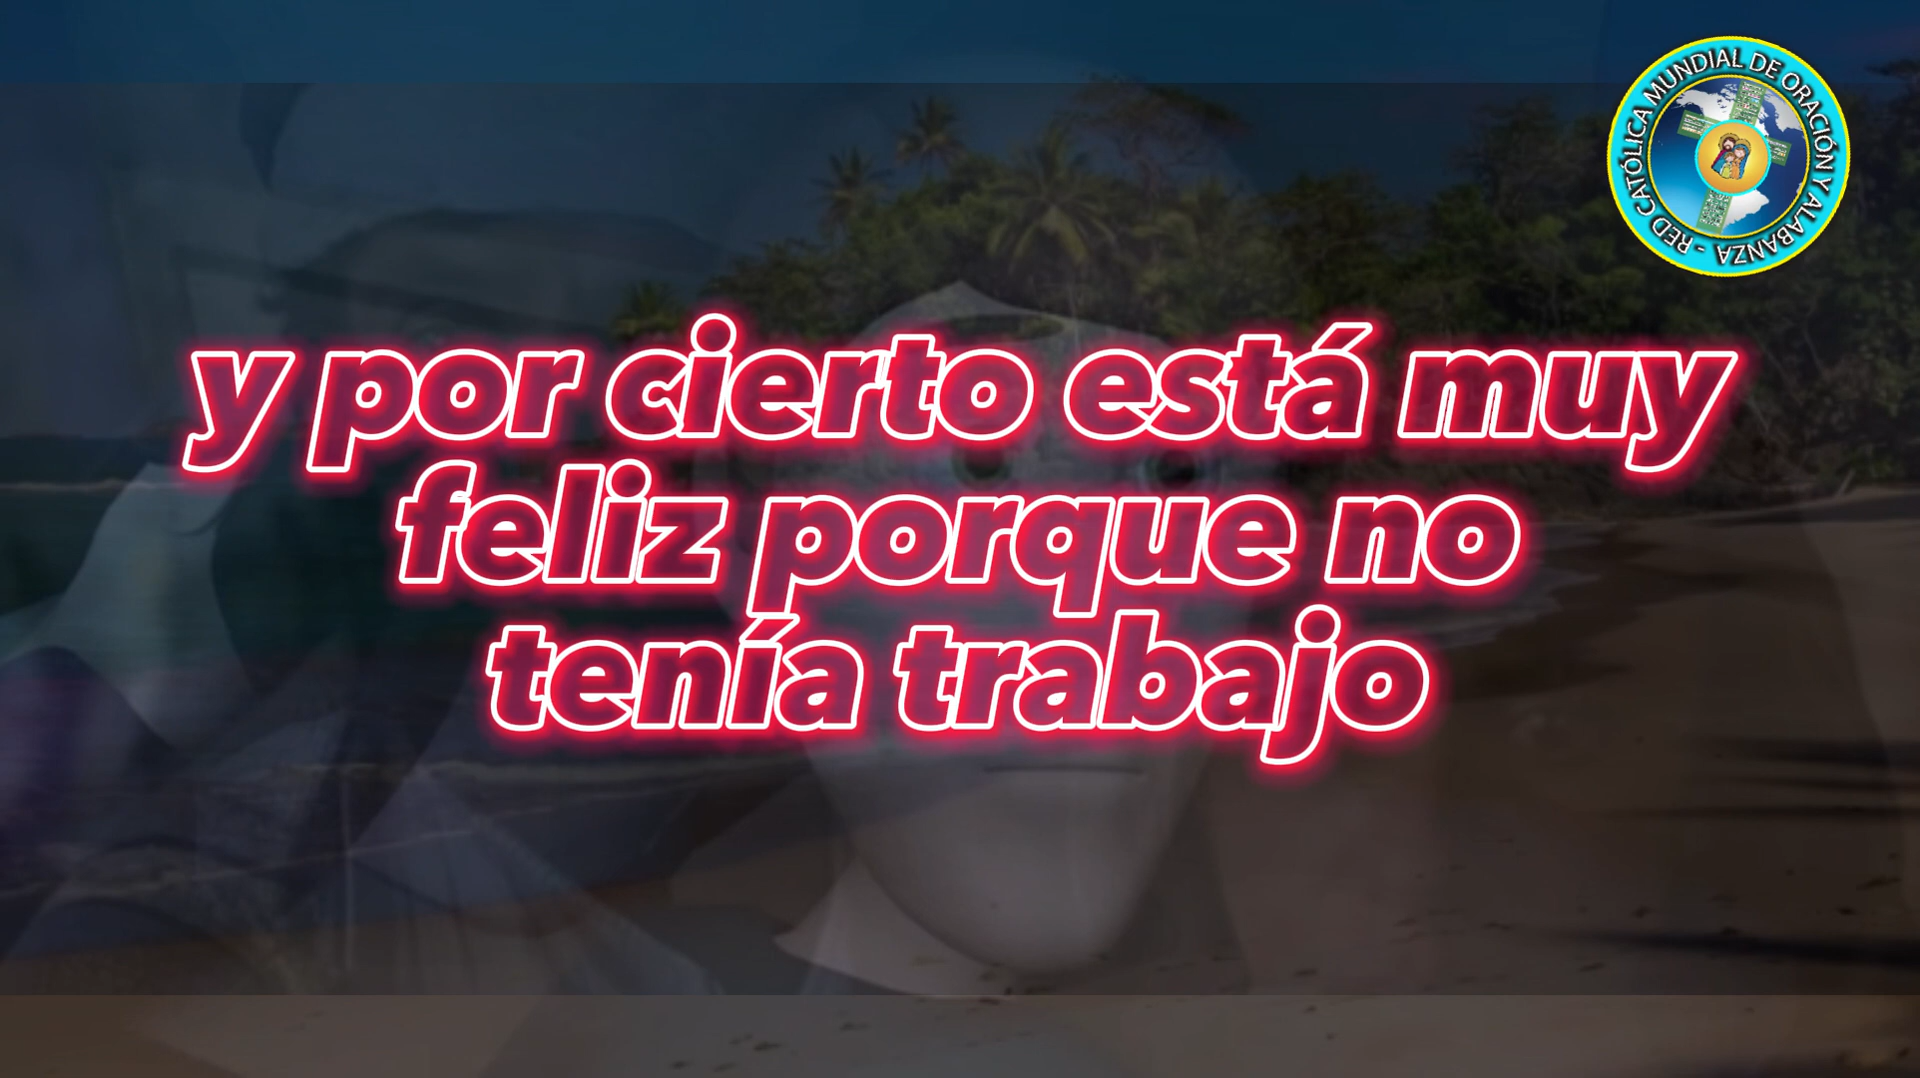 RED CATÓLICA MUNDIAL DE ORACIÓN Y ALABANZA -
y por cierto está muy
feliz porque no
tenía trabajo